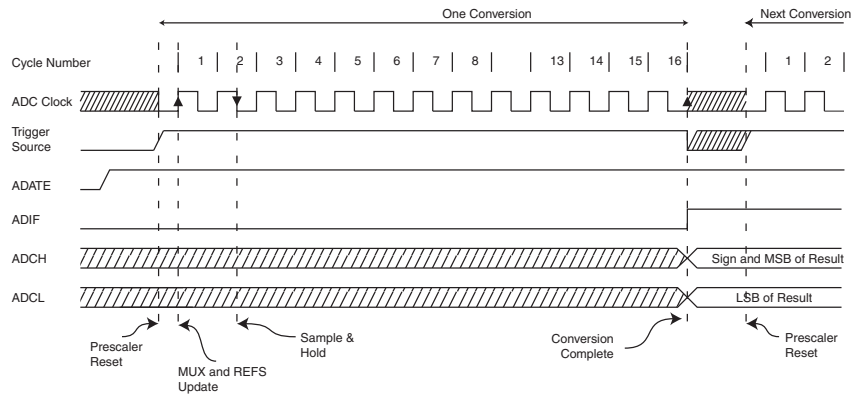 One Conversion
Next Conversion
Cycle Number
1 2 3 4 5 6 7 8 13 14 15 16 1 2
ADC Clock
Trigger
Source
ADATE
ADIF
ADCH
Sign and MSB of Result
ADCL
LSB of Result
Prescaler
Reset
MUX and REFS
Update
Sample &
Hold
Conversion
Complete
Prescaler
Reset